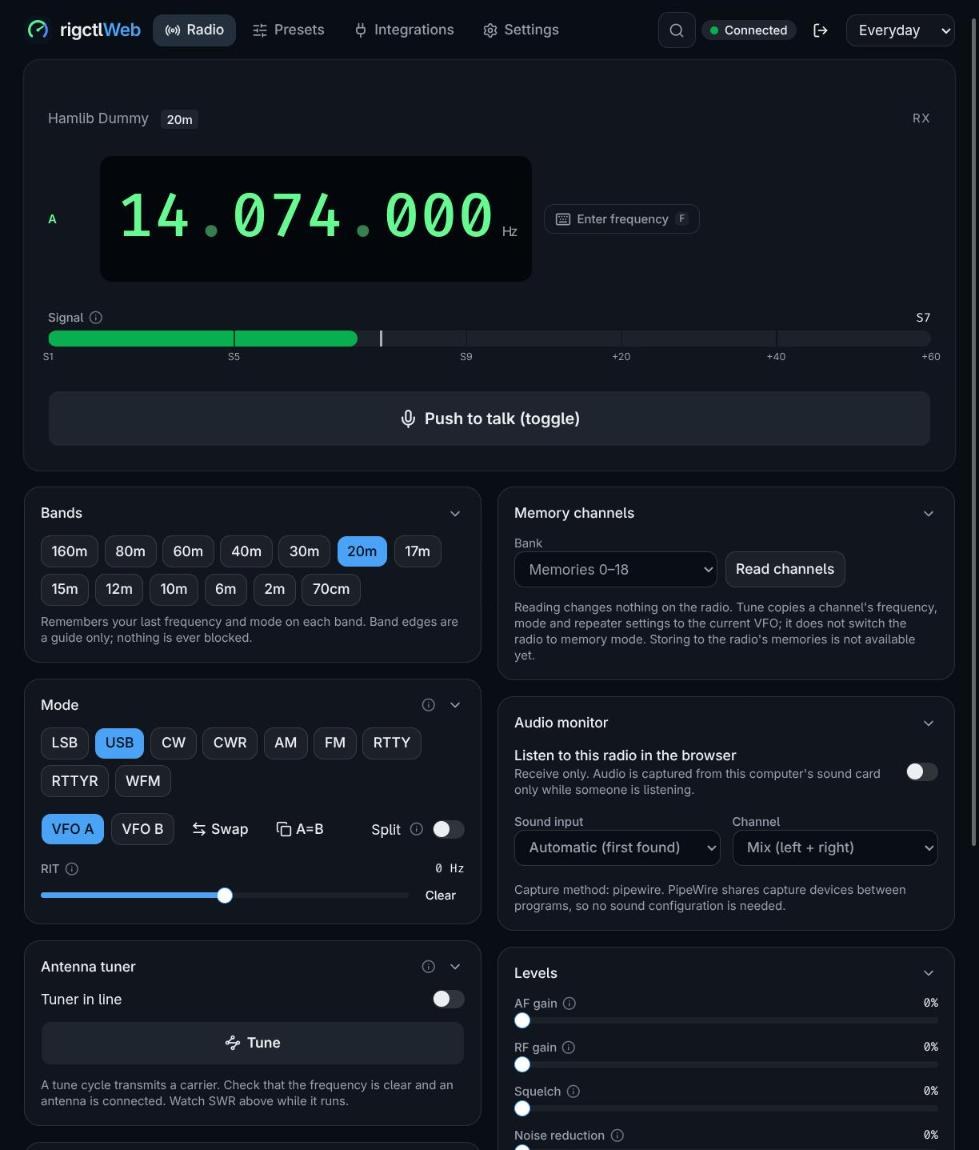 rigctlWeb Radio Presets Integrations Settings Connected Everyday
Hamlib Dummy 20m RX
A 14.074.000 Hz Enter frequency F
Signal S7
S1 S5 S9 +20 +40 +60
Push to talk (toggle)
Bands
160m 80m 60m 40m 30m 20m 17m
15m 12m 10m 6m 2m 70cm
Remembers your last frequency and mode on each band. Band edges are
a guide only; nothing is ever blocked.
Mode
LSB USB CW CWR AM FM RTTY
RTTYR WFM
VFO A VFO B Swap A=B Split
RIT 0 Hz
Clear
Antenna tuner
Tuner in line
Tune
A tune cycle transmits a carrier. Check that the frequency is clear and an
antenna is connected. Watch SWR above while it runs.
Memory channels
Bank
Memories 0–18 Read channels
Reading changes nothing on the radio. Tune copies a channel's frequency,
mode and repeater settings to the current VFO; it does not switch the
radio to memory mode. Storing to the radio's memories is not available
yet.
Audio monitor
Listen to this radio in the browser
Receive only. Audio is captured from this computer's sound card
only while someone is listening.
Sound input Channel
Automatic (first found) Mix (left + right)
Capture method: pipewire. PipeWire shares capture devices between
programs, so no sound configuration is needed.
Levels
AF gain 0%
RF gain 0%
Squelch 0%
Noise reduction 0%